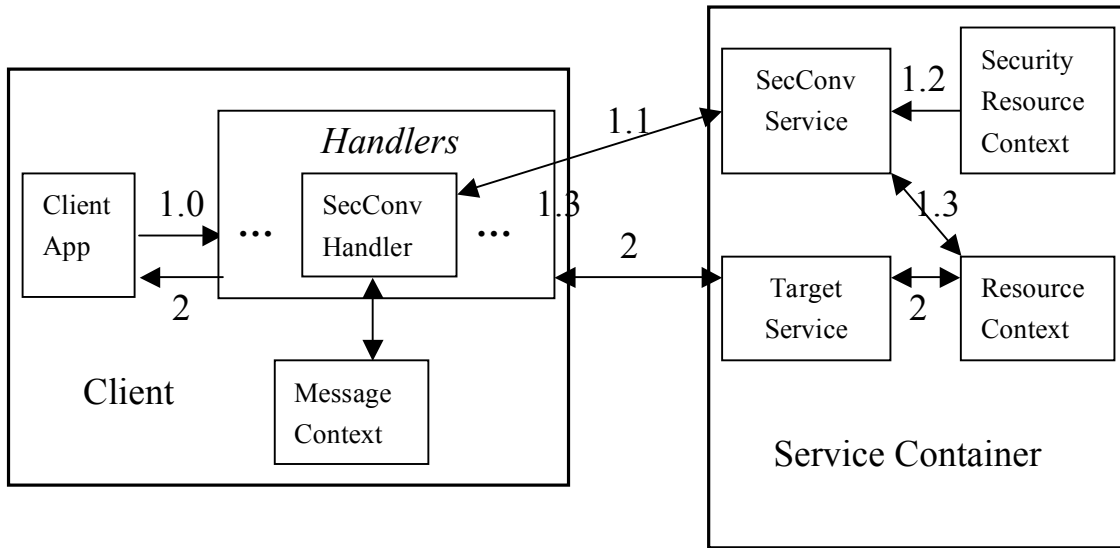 Handlers
Client
App
1.0
2
...
SecConv
Handler
...
1.3
1.1
2
Message
Context
Client
SecConv
Service
1.2
Security
Resource
Context
1.3
Target
Service
2
Resource
Context
Service Container